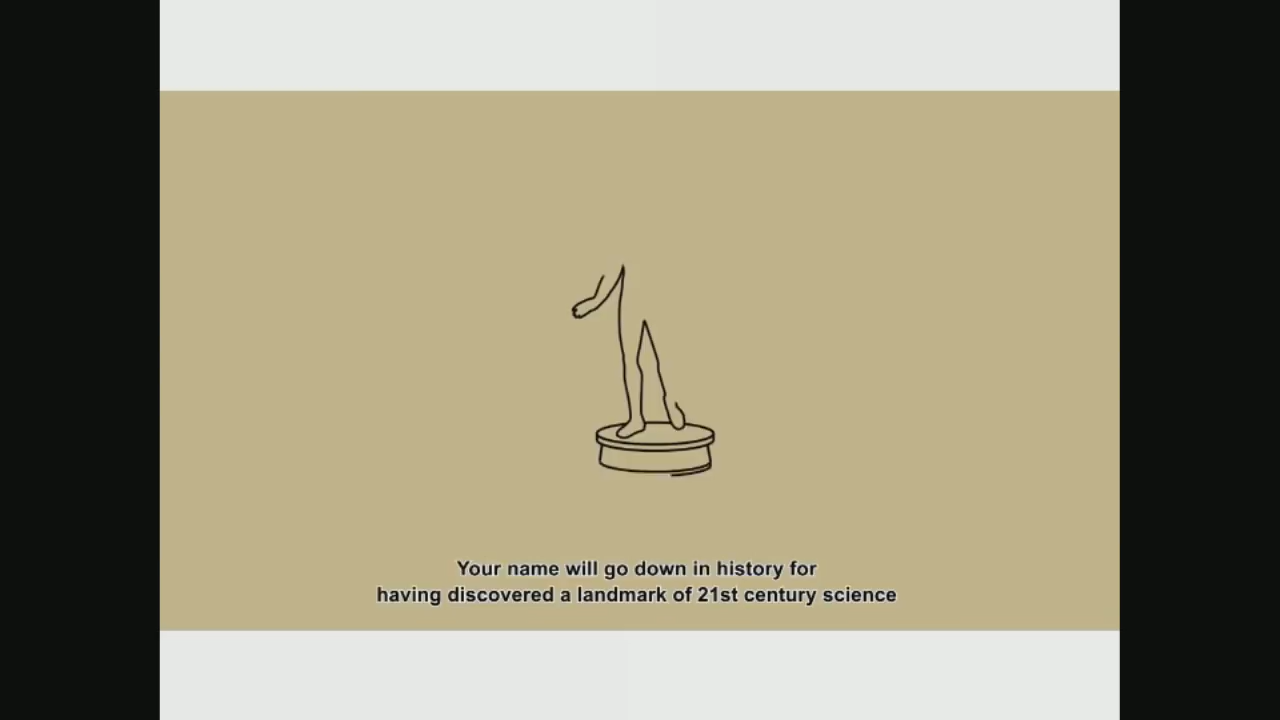 Your name will go down in history for
having discovered a landmark of 21st century science